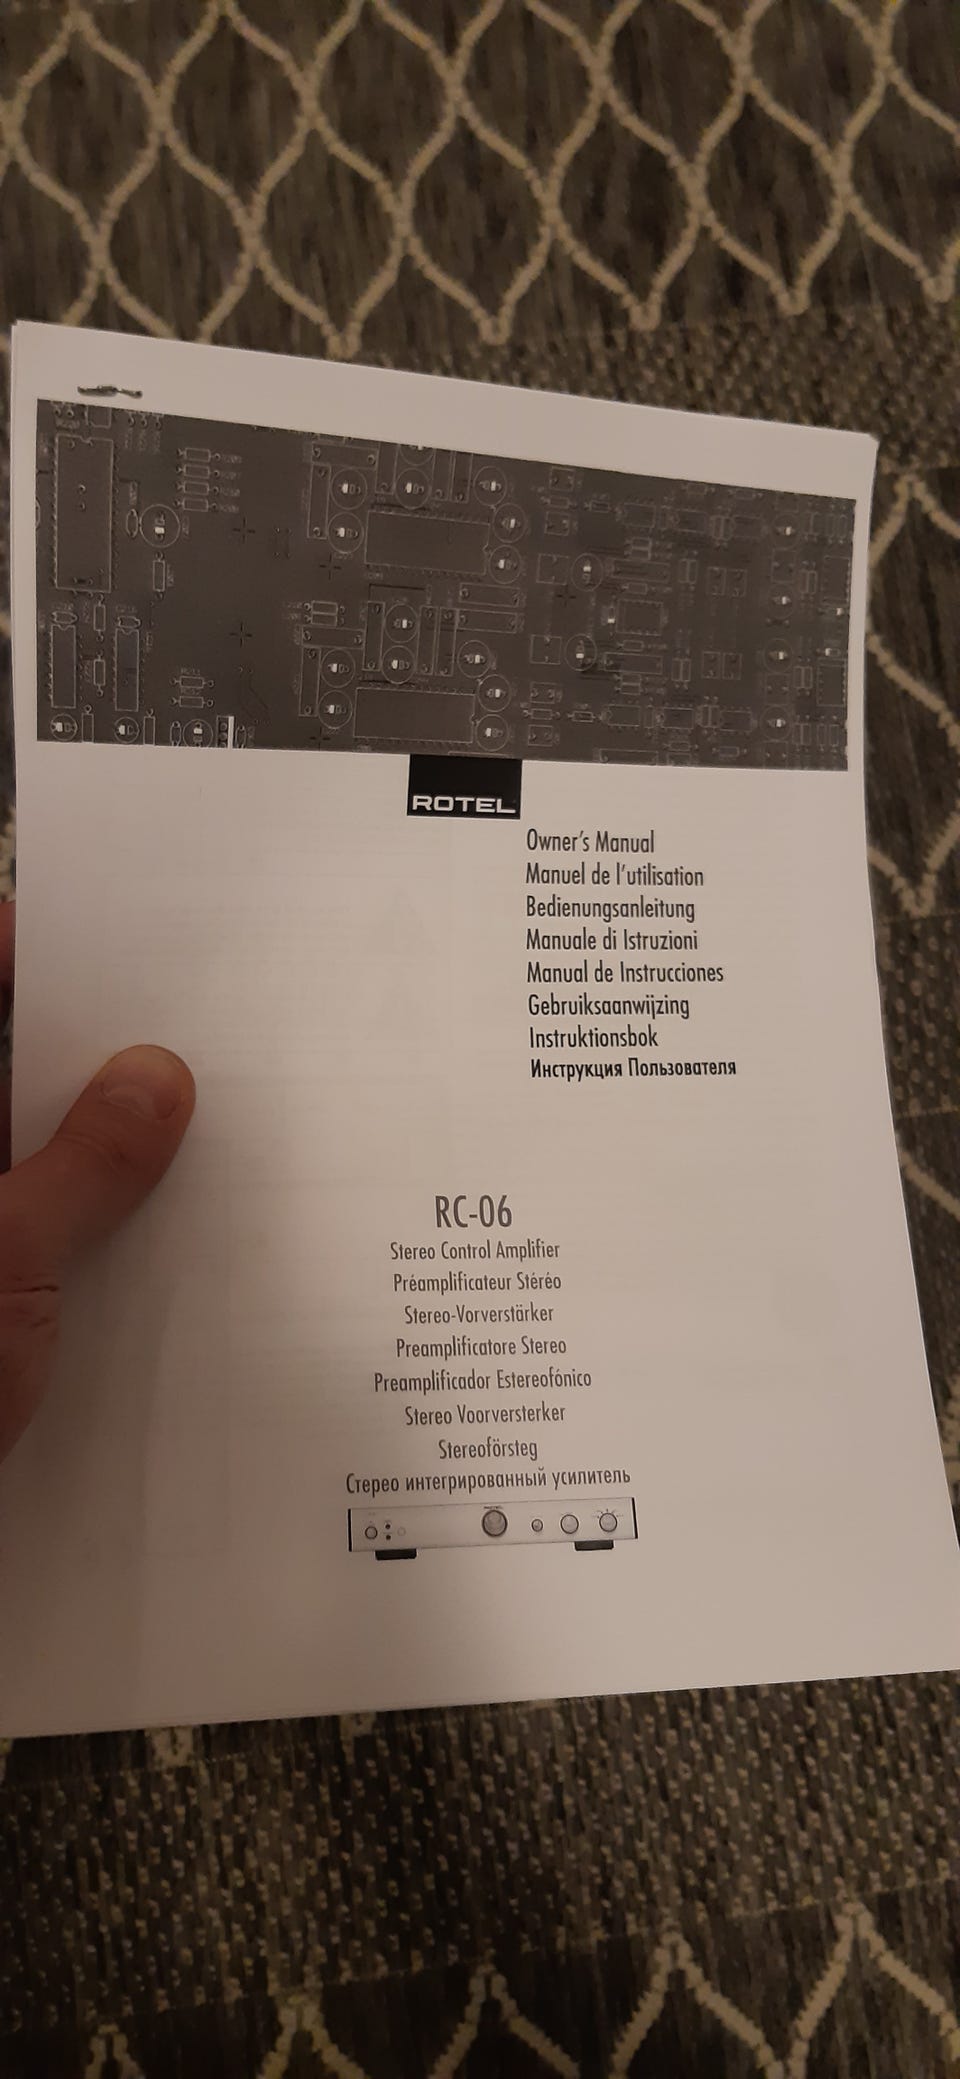 ROTEL
Owner's Manual
Manuel de l'utilisation
Bedienungsanleitung
Manuale di Istruzioni
Manual de Instrucciones
Gebruiksaanwijzing
Instruktionsbok
Инструкция Пользователя
RC-06
Stereo Control Amplifier
Préamplificateur Stéréo
Stereo-Vorverstärker
Preamplificatore Stereo
Preamplificador Estereofónico
Stereo Voorversterker
Stereoförsteg
Стерео интегрированный усилитель